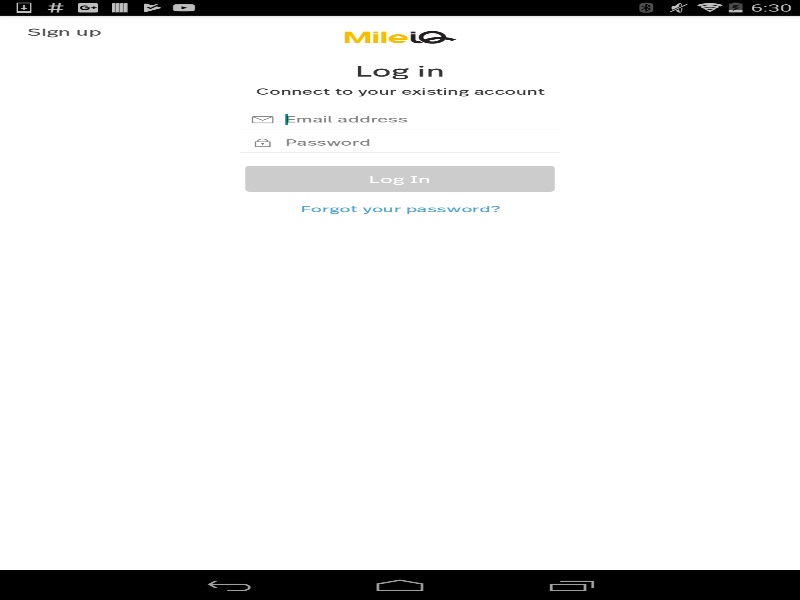 6:30
Sign up
MileIQ
Log in
Connect to your existing account
Email address
Password
Log In
Forgot your password?